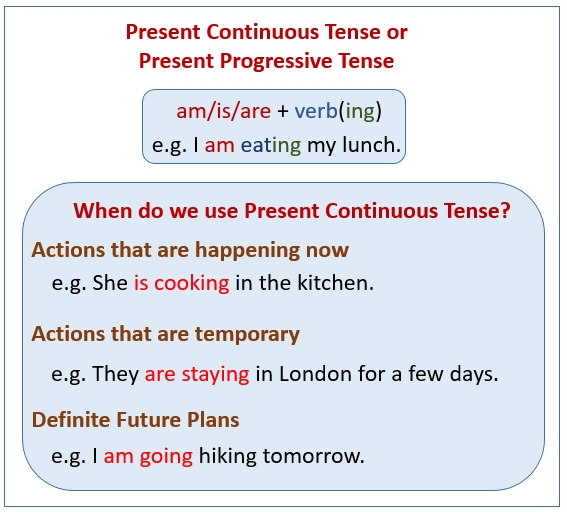 Present Continuous Tense or
Present Progressive Tense
am/is/are + verb(ing)
e.g. I am eating my lunch.
When do we use Present Continuous Tense?
Actions that are happening now
e.g. She is cooking in the kitchen.
Actions that are temporary
e.g. They are staying in London for a few days.
Definite Future Plans
e.g. I am going hiking tomorrow.